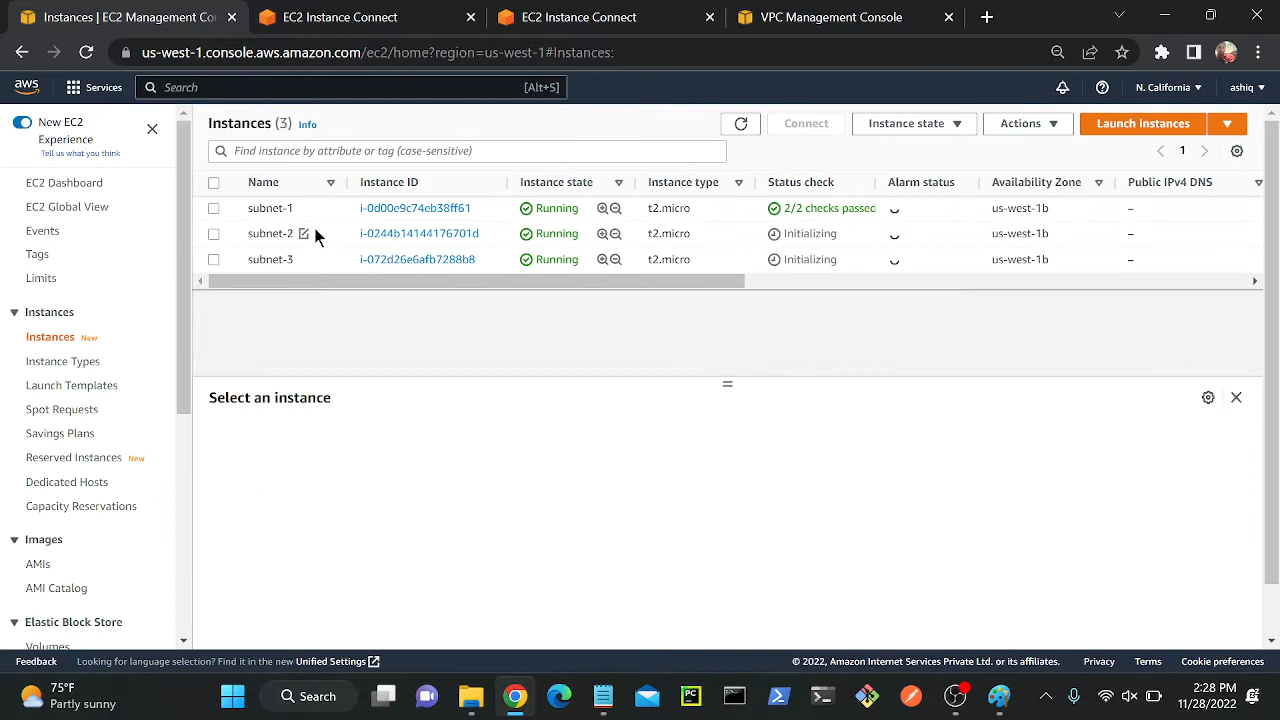 Instances | EC2 Management Con
EC2 Instance Connect
EC2 Instance Connect
VPC Management Console
us-west-1.console.aws.amazon.com/ec2/home?region=us-west-1#Instances:
aws
Services
Search
[Alt+S]
N. California
ashiq
New EC2
Experience
Tell us what you think
EC2 Dashboard
EC2 Global View
Events
Tags
Limits
Instances
Instances New
Instance Types
Launch Templates
Spot Requests
Savings Plans
Reserved Instances New
Dedicated Hosts
Capacity Reservations
Images
AMIs
AMI Catalog
Elastic Block Store
Volumes
Instances (3) Info
Connect
Instance state
Actions
Launch instances
Find instance by attribute or tag (case-sensitive)
1
Name Instance ID Instance state Instance type Status check Alarm status Availability Zone Public IPv4 DNS
subnet-1 i-0d00e9c74eb38ff61 Running t2.micro 2/2 checks passed us-west-1b –
subnet-2 i-0244b14144176701d Running t2.micro Initializing us-west-1b –
subnet-3 i-072d26e6afb7288b8 Running t2.micro Initializing us-west-1b –
Select an instance
Feedback
Looking for language selection? Find it in the new Unified Settings
© 2022, Amazon Internet Services Private Ltd. or its affiliates.
Privacy
Terms
Cookie preferences
75°F
Partly sunny
Search
PC
2:28 PM
11/28/2022